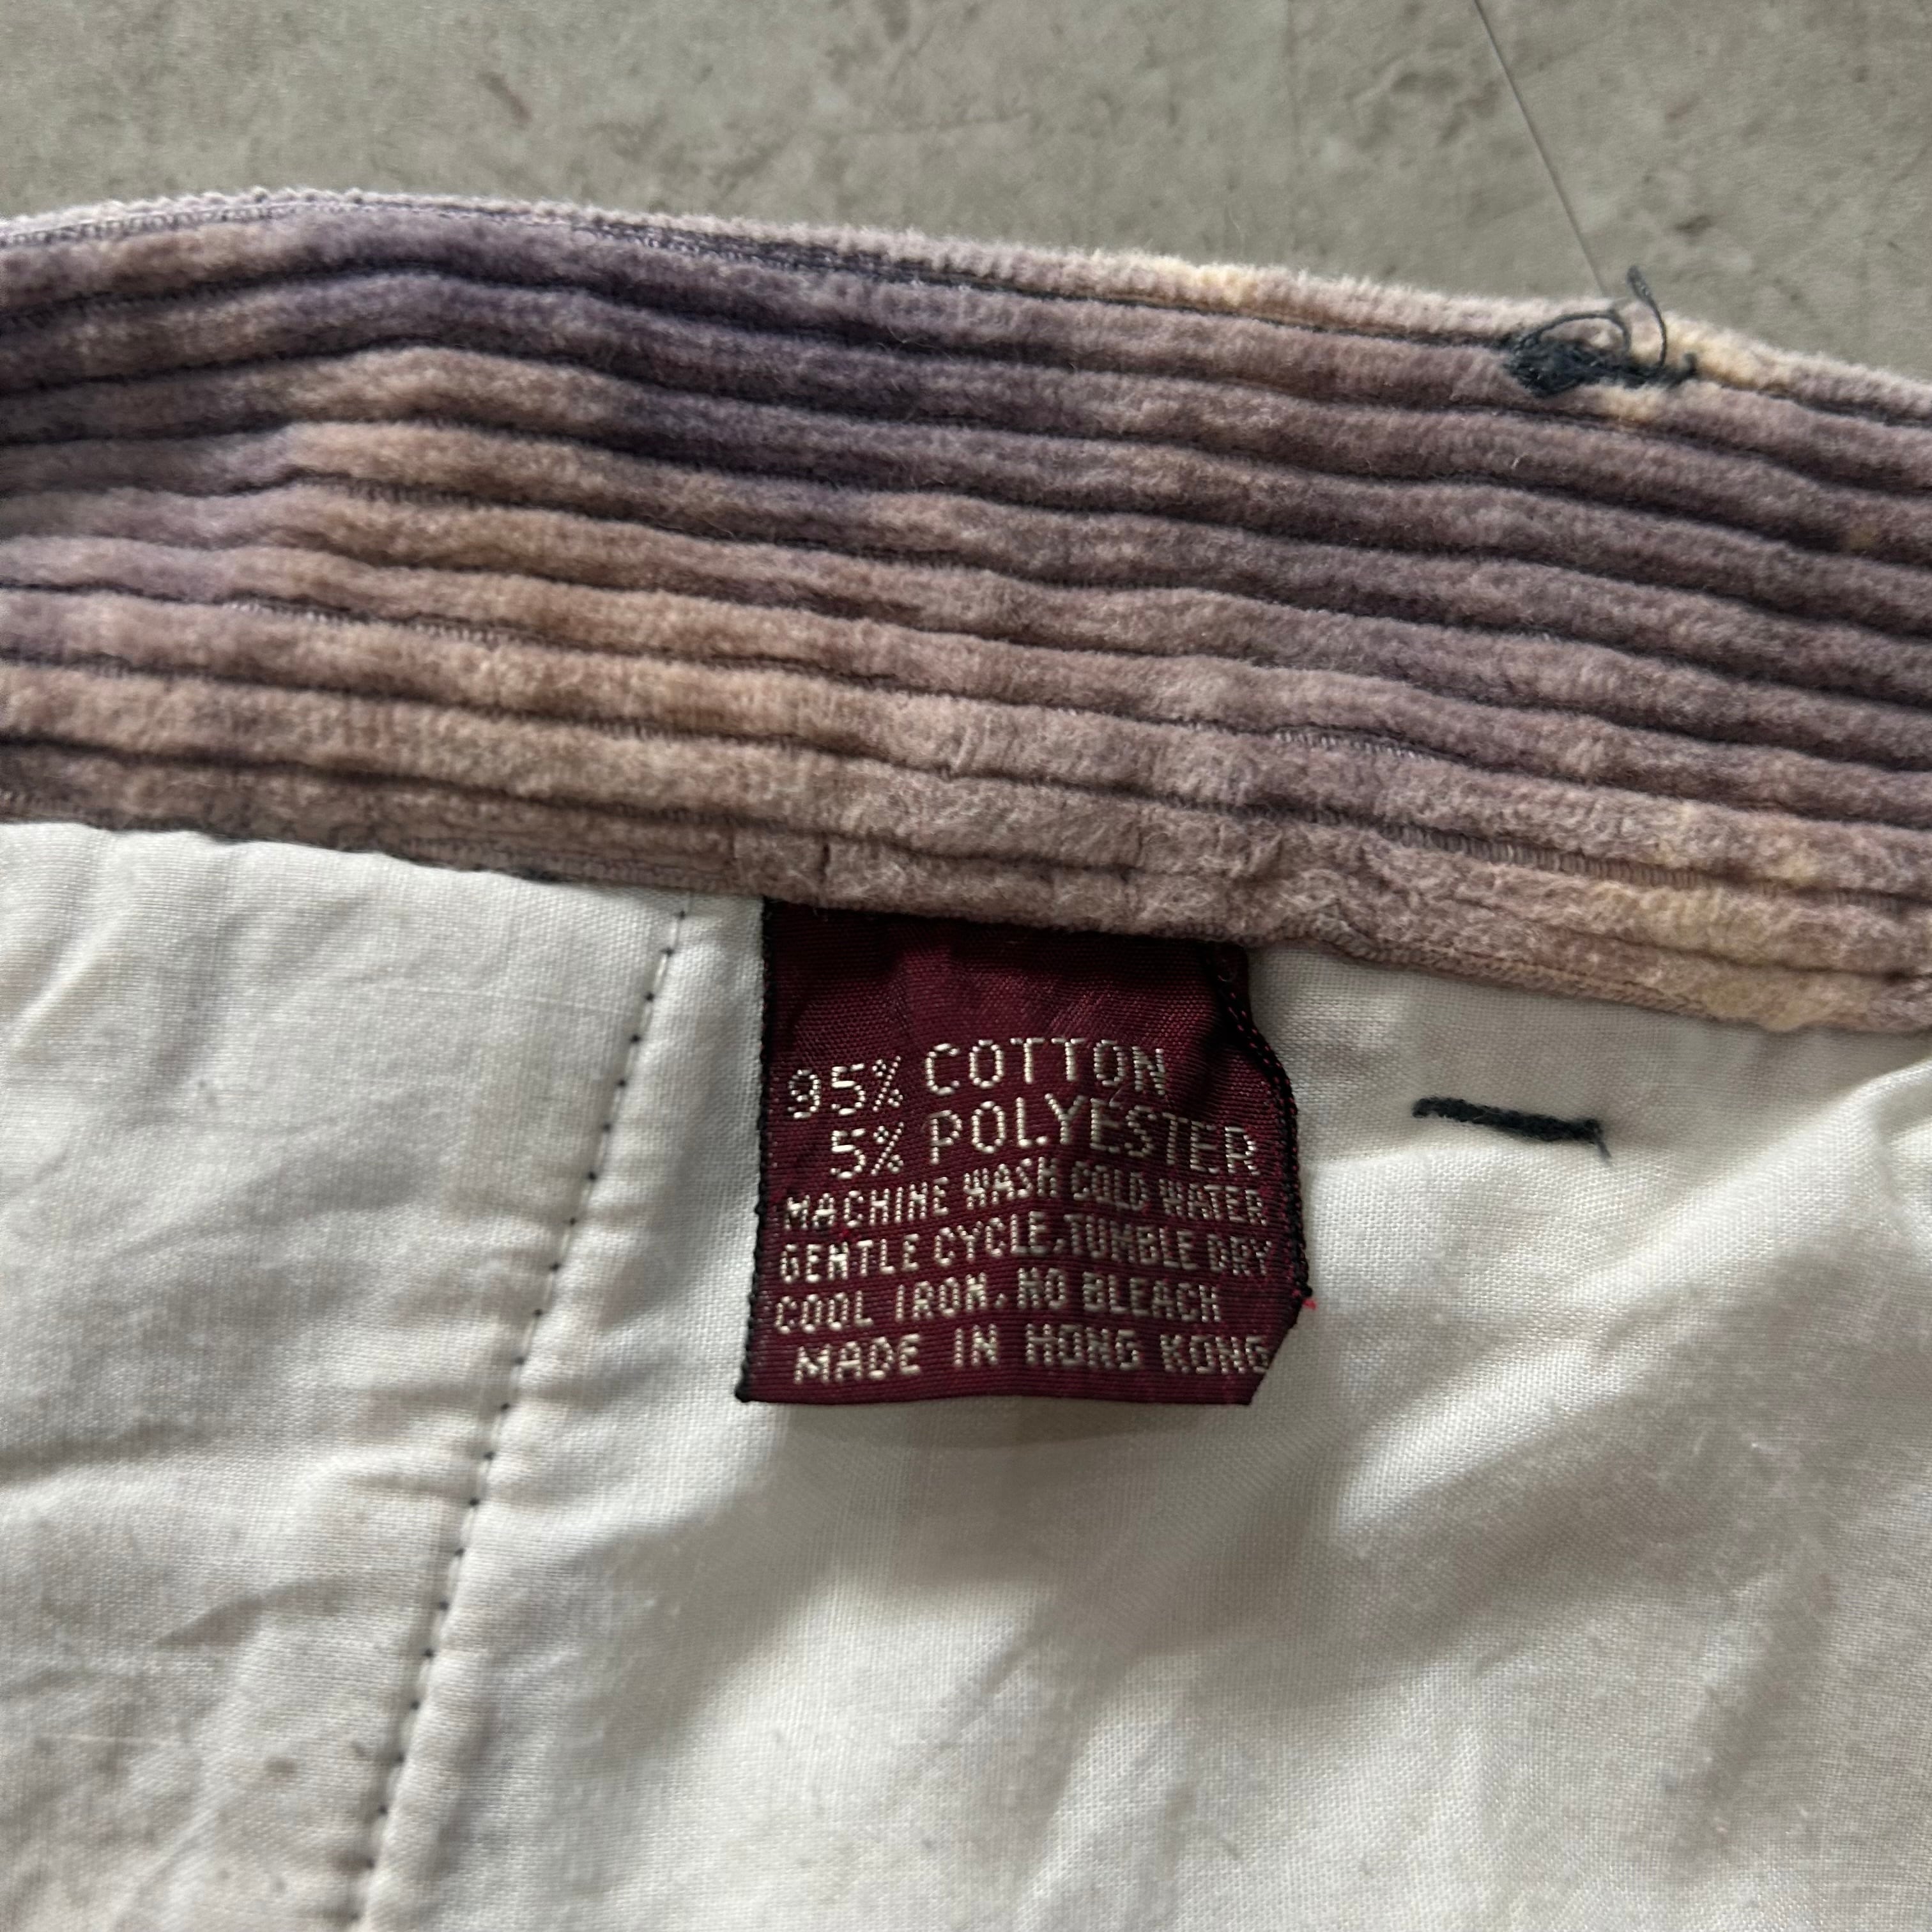 95% COTTON
5% POLYESTER
MACHINE WASH COLD WATER
GENTLE CYCLE.TUMBLE DRY
COOL IRON. NO BLEACH
MADE IN HONG KONG